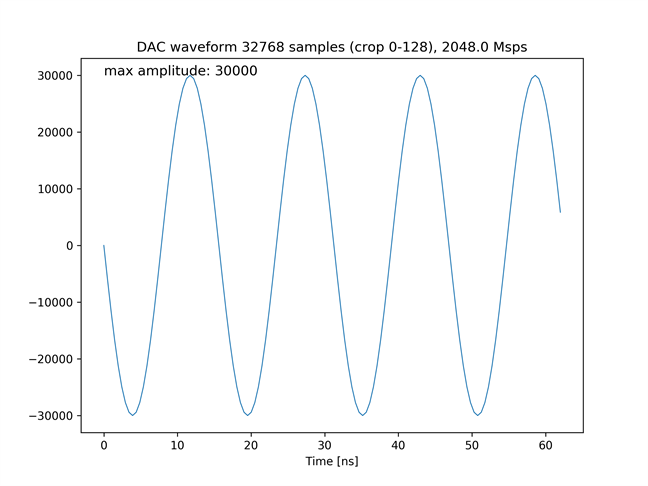 DAC waveform 32768 samples (crop 0-128), 2048.0 Msps
max amplitude: 30000
30000
20000
10000
0
−10000
−20000
−30000
0 10 20 30 40 50 60
Time [ns]